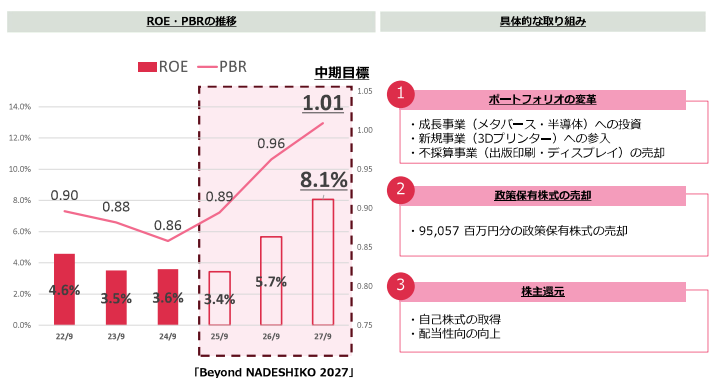 ROE・PBRの推移
具体的な取り組み
ROE
PBR
中期目標
14.0%
12.0%
10.0%
8.0%
6.0%
4.0%
2.0%
0.0%
1.05
1.00
0.95
0.90
0.85
0.80
0.75
0.90
0.88
0.86
0.89
0.96
1.01
4.6%
3.5%
3.6%
3.4%
5.7%
8.1%
22/9
23/9
24/9
25/9
26/9
27/9
「Beyond NADESHIKO 2027」
1
ポートフォリオの変革
・成長事業（メタバース・半導体）への投資
・新規事業（3Dプリンター）への参入
・不採算事業（出版印刷・ディスプレイ）の売却
2
政策保有株式の売却
・95,057 百万円分の政策保有株式の売却
3
株主還元
・自己株式の取得
・配当性向の向上